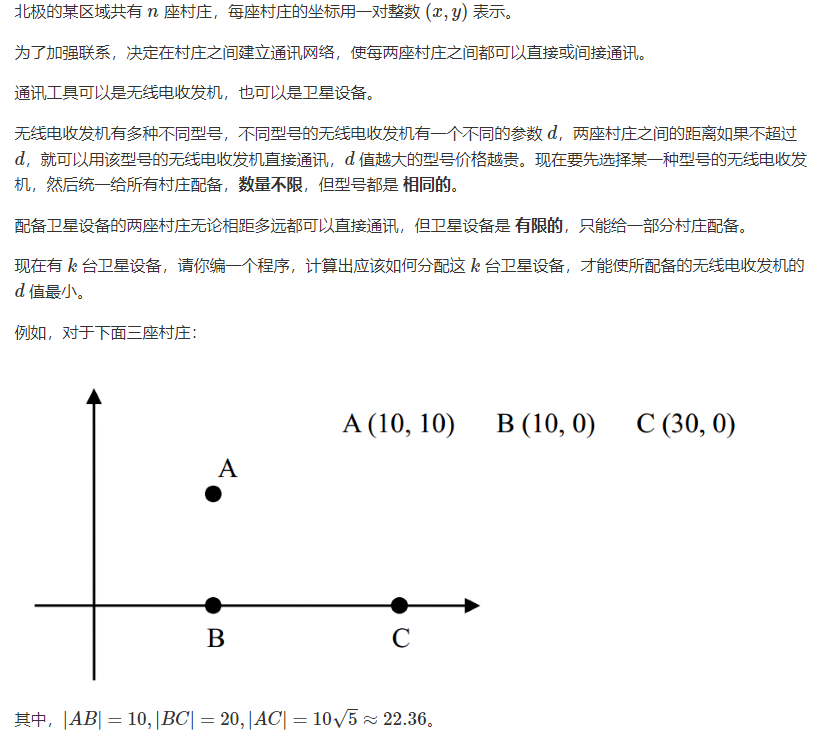 北极的某区域共有 n 座村庄，每座村庄的坐标用一对整数 (x, y) 表示。
为了加强联系，决定在村庄之间建立通讯网络，使每两座村庄之间都可以直接或间接通讯。
通讯工具可以是无线电收发机，也可以是卫星设备。
无线电收发机有多种不同型号，不同型号的无线电收发机有一个不同的参数 d，两座村庄之间的距离如果不超过
d，就可以用该型号的无线电收发机直接通讯，d 值越大的型号价格越贵。现在要先选择某一种型号的无线电收发
机，然后统一给所有村庄配备，数量不限，但型号都是 相同的。
配备卫星设备的两座村庄无论相距多远都可以直接通讯，但卫星设备是 有限的，只能给一部分村庄配备。
现在有 k 台卫星设备，请你编一个程序，计算出应该如何分配这 k 台卫星设备，才能使所配备的无线电收发机的
d 值最小。
例如，对于下面三座村庄：
A (10, 10) B (10, 0) C (30, 0)
A
B C
其中，|AB| = 10, |BC| = 20, |AC| = 10√5 ≈ 22.36。